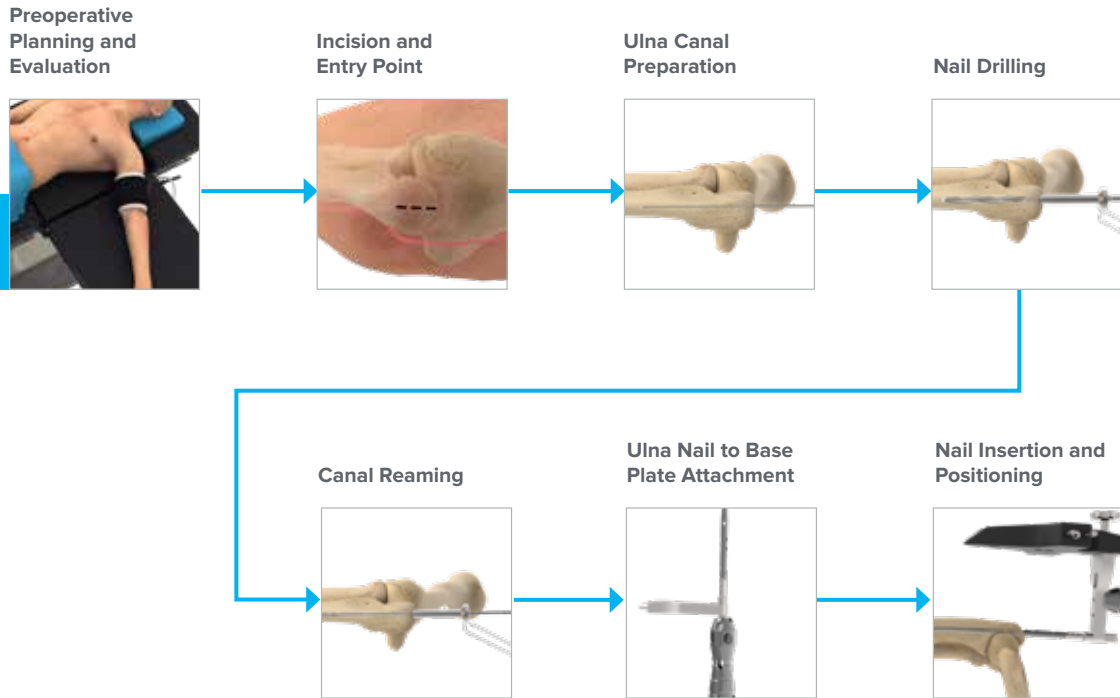 Preoperative
Planning and
Evaluation
Incision and
Entry Point
Ulna Canal
Preparation
Nail Drilling
Canal Reaming
Ulna Nail to Base
Plate Attachment
Nail Insertion and
Positioning